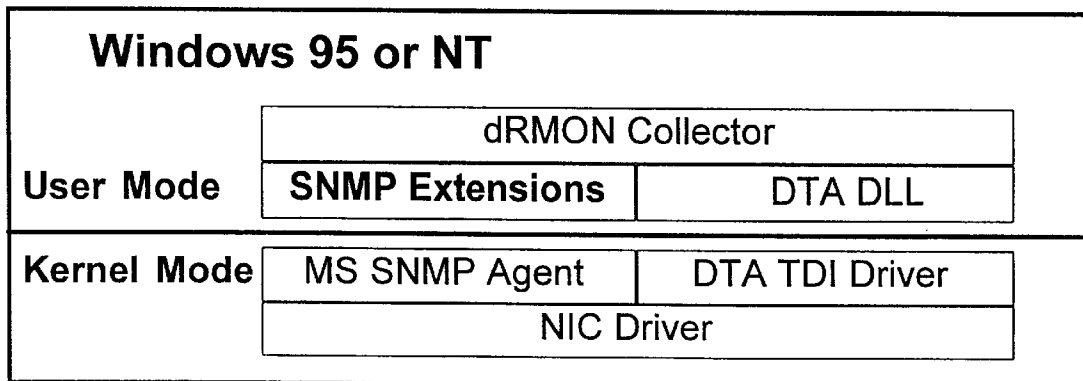 Windows 95 or NT
dRMON Collector
User Mode SNMP Extensions DTA DLL
Kernel Mode MS SNMP Agent DTA TDI Driver
NIC Driver